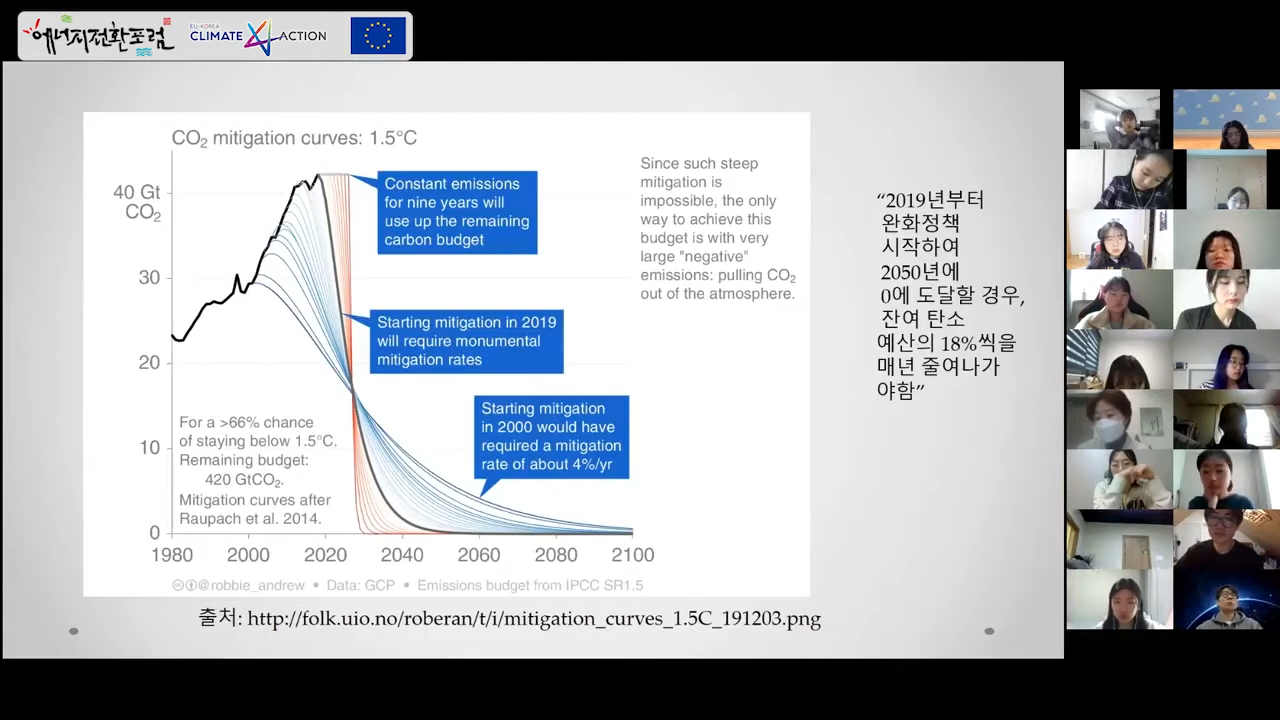 에너지전환포럼
EU-KOREA
CLIMATE ACTION
CO₂ mitigation curves: 1.5°C
40 Gt
CO₂
30
20
10
0
1980
2000
2020
2040
2060
2080
2100
Constant emissions
for nine years will
use up the remaining
carbon budget
Starting mitigation in 2019
will require monumental
mitigation rates
Starting mitigation
in 2000 would have
required a mitigation
rate of about 4%/yr
For a >66% chance
of staying below 1.5°C.
Remaining budget:
420 GtCO₂.
Mitigation curves after
Raupach et al. 2014.
Since such steep
mitigation is
impossible, the only
way to achieve this
budget is with very
large "negative"
emissions: pulling CO₂
out of the atmosphere.
@robbie_andrew • Data: GCP • Emissions budget from IPCC SR1.5
“2019년부터
완화정책
시작하여
2050년에
0에 도달할 경우,
잔여 탄소
예산의 18%씩을
매년 줄여나가
야함”
출처: http://folk.uio.no/roberan/t/i/mitigation_curves_1.5C_191203.png